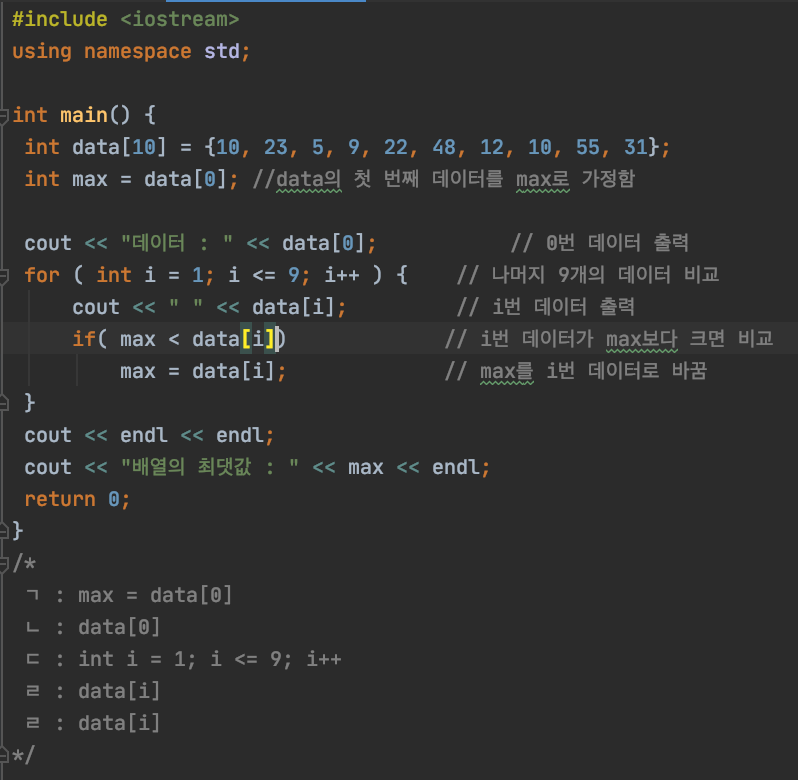 #include <iostream>
using namespace std;
int main() {
int data[10] = {10, 23, 5, 9, 22, 48, 12, 10, 55, 31};
int max = data[0]; //data의 첫 번째 데이터를 max로 가정함
cout << "데이터 : " << data[0]; // 0번 데이터 출력
for ( int i = 1; i <= 9; i++ ) { // 나머지 9개의 데이터 비교
cout << " " << data[i]; // i번 데이터 출력
if( max < data[i]) // i번 데이터가 max보다 크면 비교
max = data[i]; // max를 i번 데이터로 바꿈
}
cout << endl << endl;
cout << "배열의 최댓값 : " << max << endl;
return 0;
}
/*
ㄱ : max = data[0]
ㄴ : data[0]
ㄷ : int i = 1; i <= 9; i++
ㄹ : data[i]
ㄹ : data[i]
*/